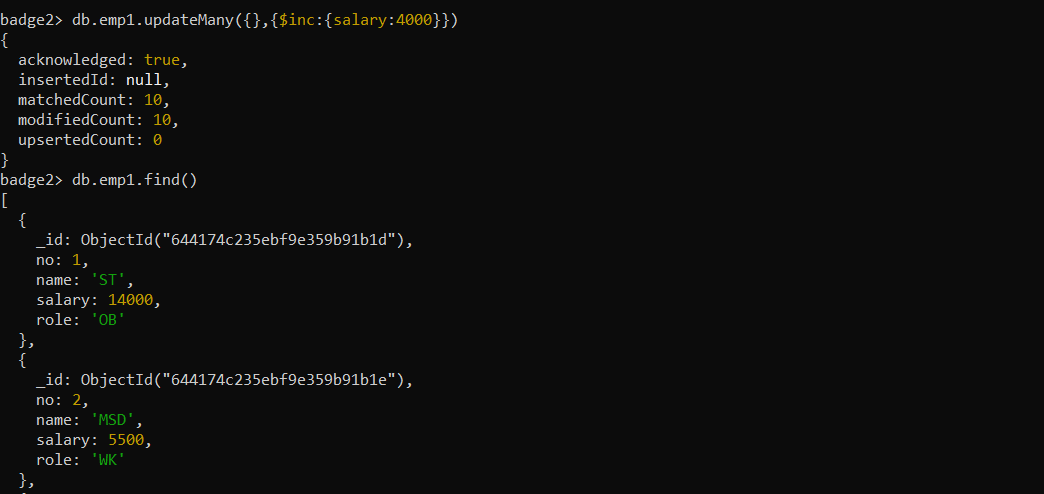 badge2> db.emp1.updateMany({},{$inc:{salary:4000}})
{
  acknowledged: true,
  insertedId: null,
  matchedCount: 10,
  modifiedCount: 10,
  upsertedCount: 0
}
badge2> db.emp1.find()
[
  {
    _id: ObjectId("644174c235ebf9e359b91b1d"),
    no: 1,
    name: 'ST',
    salary: 14000,
    role: 'OB'
  },
  {
    _id: ObjectId("644174c235ebf9e359b91b1e"),
    no: 2,
    name: 'MSD',
    salary: 5500,
    role: 'WK'
  },